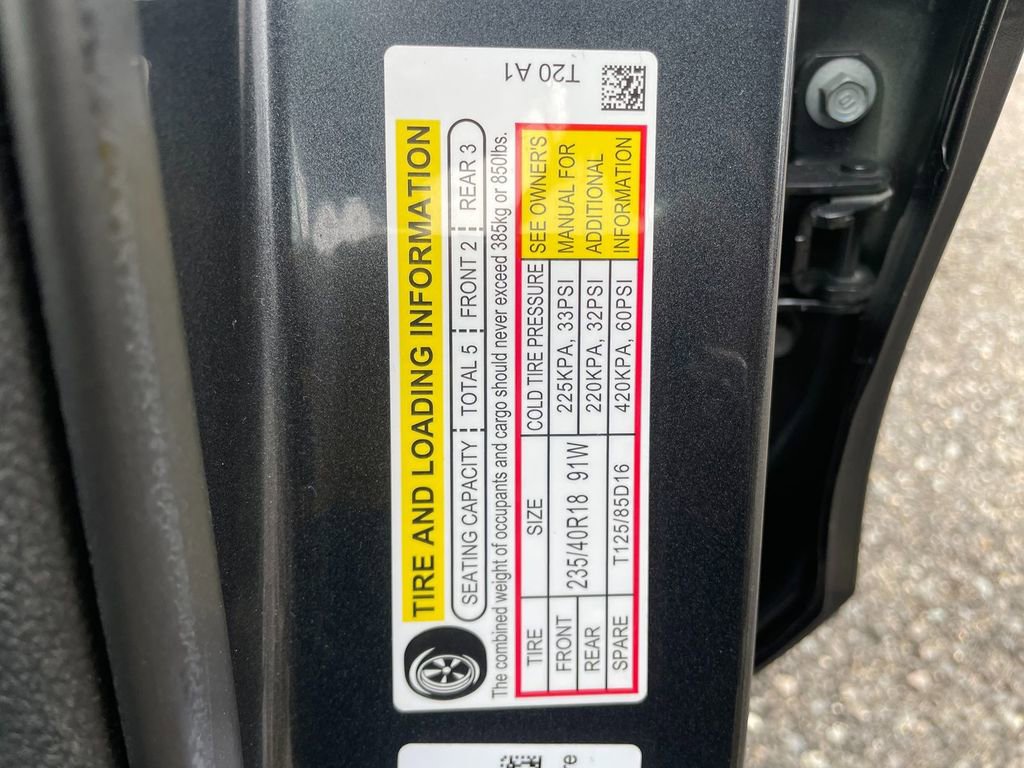 T20 A1
TIRE AND LOADING INFORMATION
SEATING CAPACITY TOTAL 5 FRONT 2 REAR 3
The combined weight of occupants and cargo should never exceed 385kg or 850lbs.
TIRE SIZE COLD TIRE PRESSURE SEE OWNER'S
FRONT 235/40R18 91W 225KPA, 33PSI MANUAL FOR
REAR 220KPA, 32PSI ADDITIONAL
SPARE T125/85D16 420KPA, 60PSI INFORMATION
re